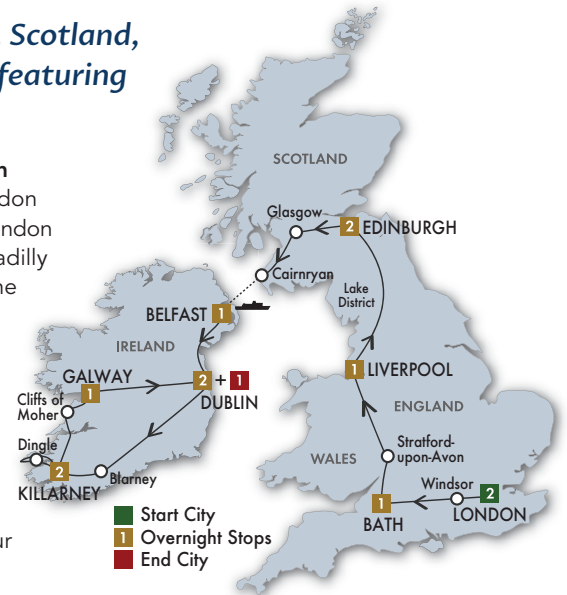 Scotland,
featuring
don
ndon
adilly
ne
ur
SCOTLAND
Glasgow
2 EDINBURGH
Cairnryan
Lake
District
BELFAST 1
IRELAND
GALWAY
1
2 + 1
DUBLIN
1 LIVERPOOL
Cliffs of
Moher
ENGLAND
Dingle
Stratford-
upon-Avon
WALES
2
Blarney
KILLARNEY
Windsor
2
1
LONDON
BATH
Start City
1 Overnight Stops
End City